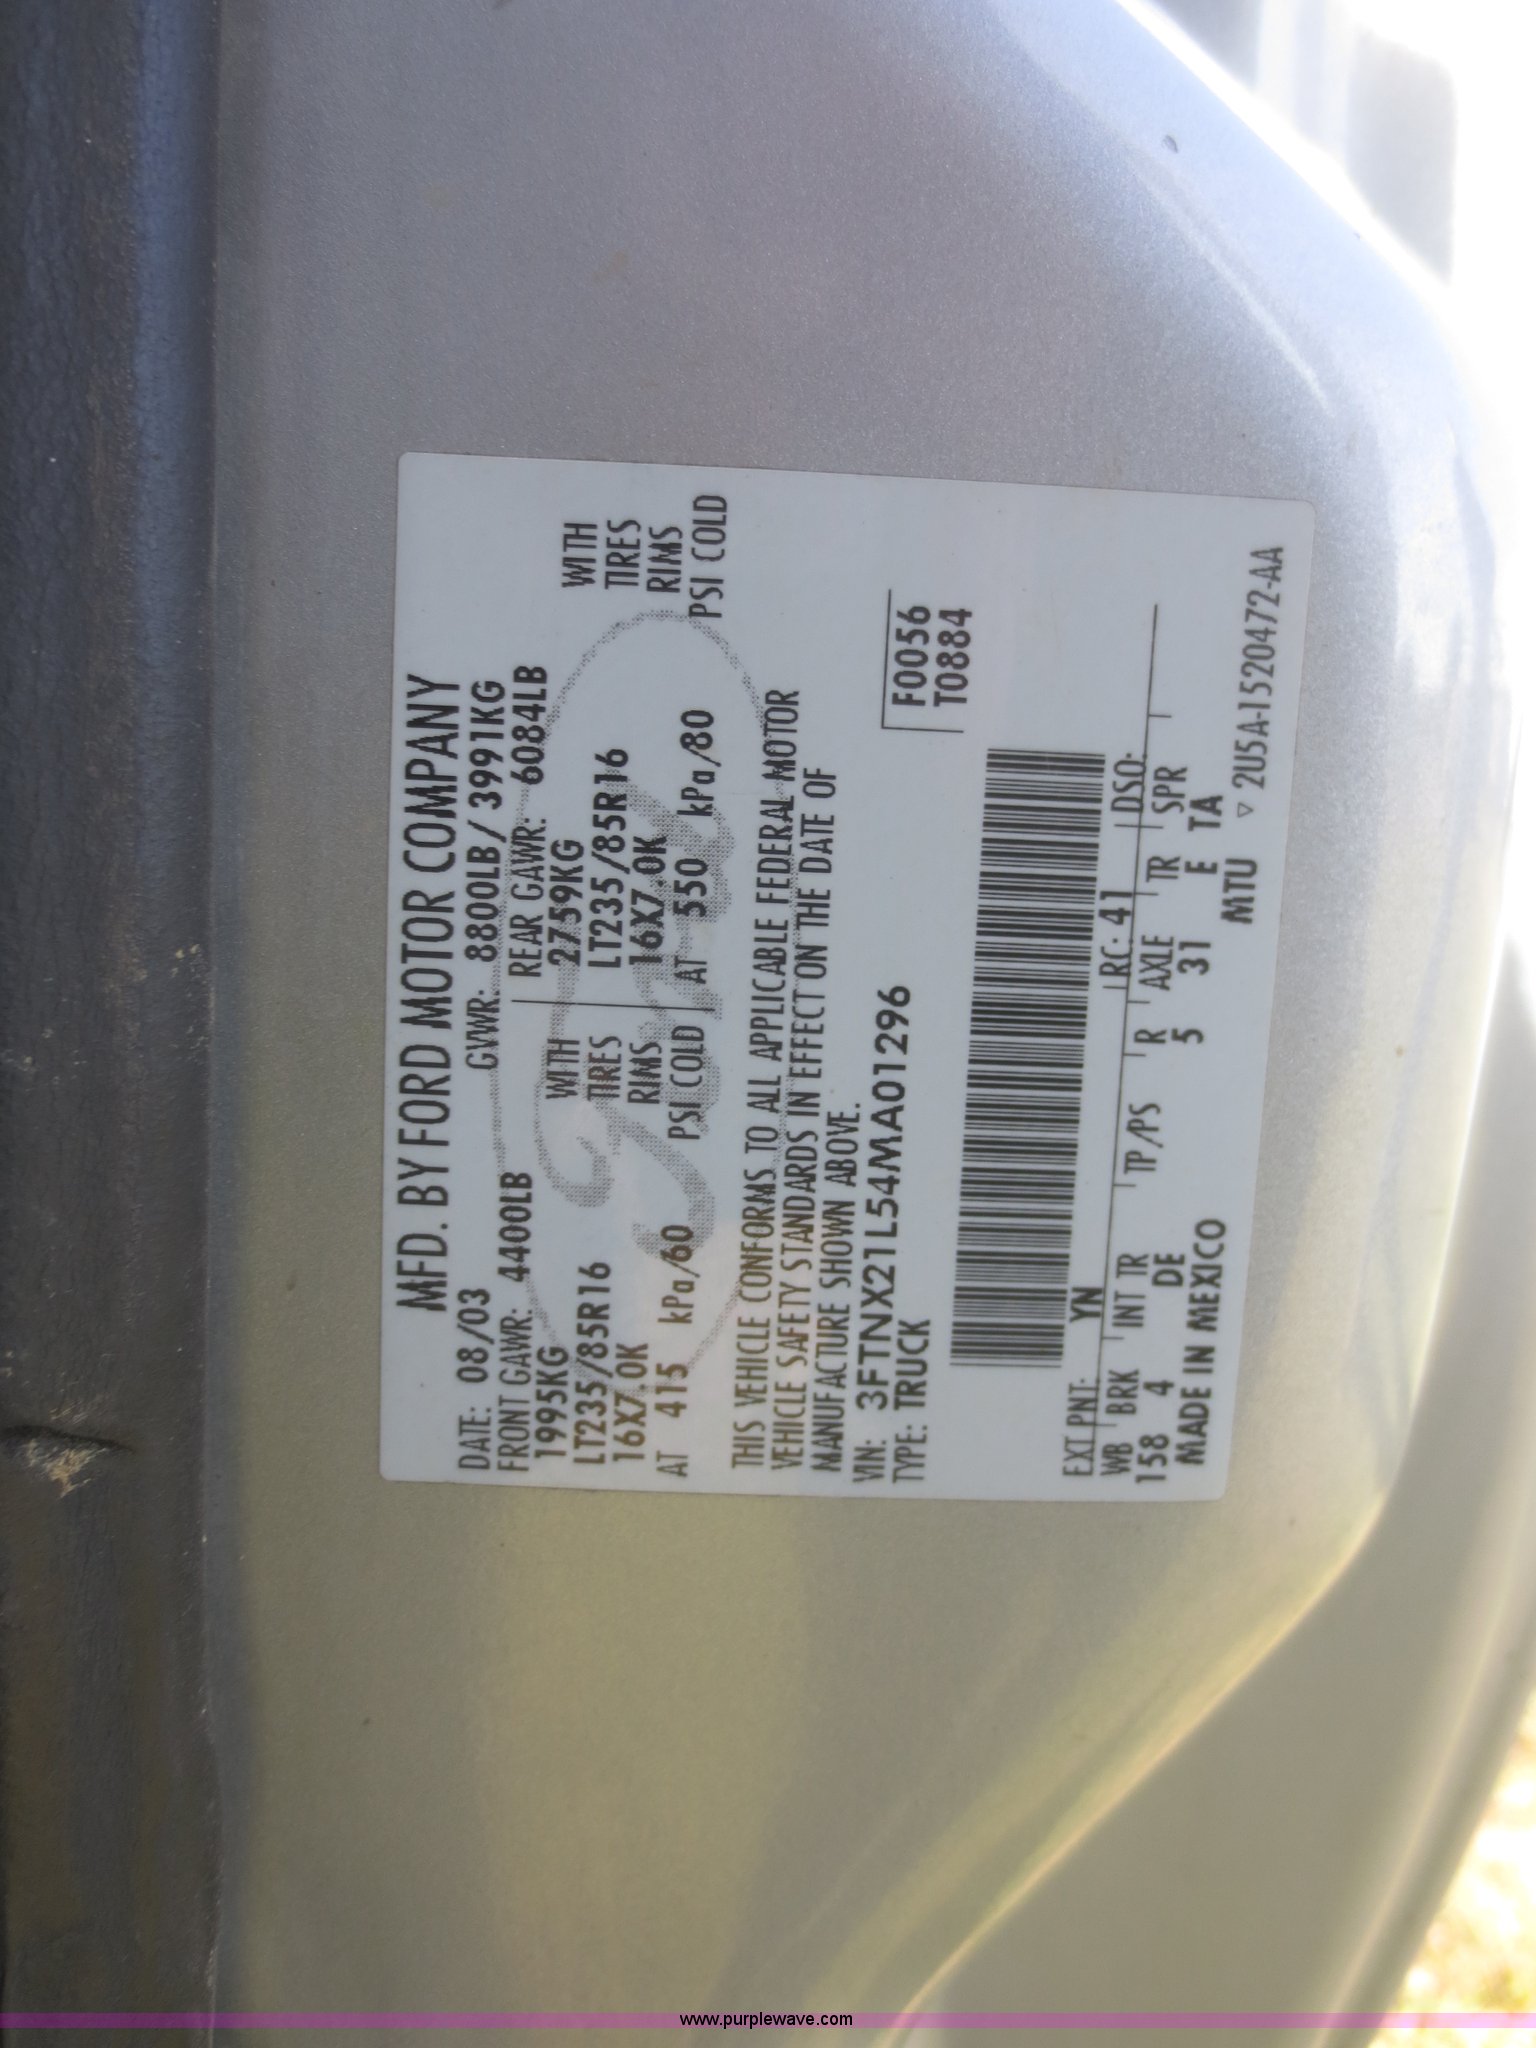 MFD. BY FORD MOTOR COMPANY
DATE: 08/03 GVWR: 8800LB/3991KG
FRONT GAWR: 4400LB REAR GAWR: 6084LB
1995KG WITH 2759KG WITH
LT235/85R16 TIRES LT235/85R16 TIRES
16X7.0K RIMS 16X7.0K RIMS
AT 415 kPa/60 PSI COLD AT 550 kPa/80 PSI COLD
THIS VEHICLE CONFORMS TO ALL APPLICABLE FEDERAL MOTOR
VEHICLE SAFETY STANDARDS IN EFFECT ON THE DATE OF
MANUFACTURE SHOWN ABOVE.
VIN: 3FTNX21L54MA01296 F0056
TYPE: TRUCK T0884
EXT PNT: YN RC: 41 DSO:
WB BRK INT TR TP/PS R AXLE TR SPR
158 4 DE 5 31 E TA
MADE IN MEXICO MTU
▽ 2U5A-1520472-AA
Ford
www.purplewave.com